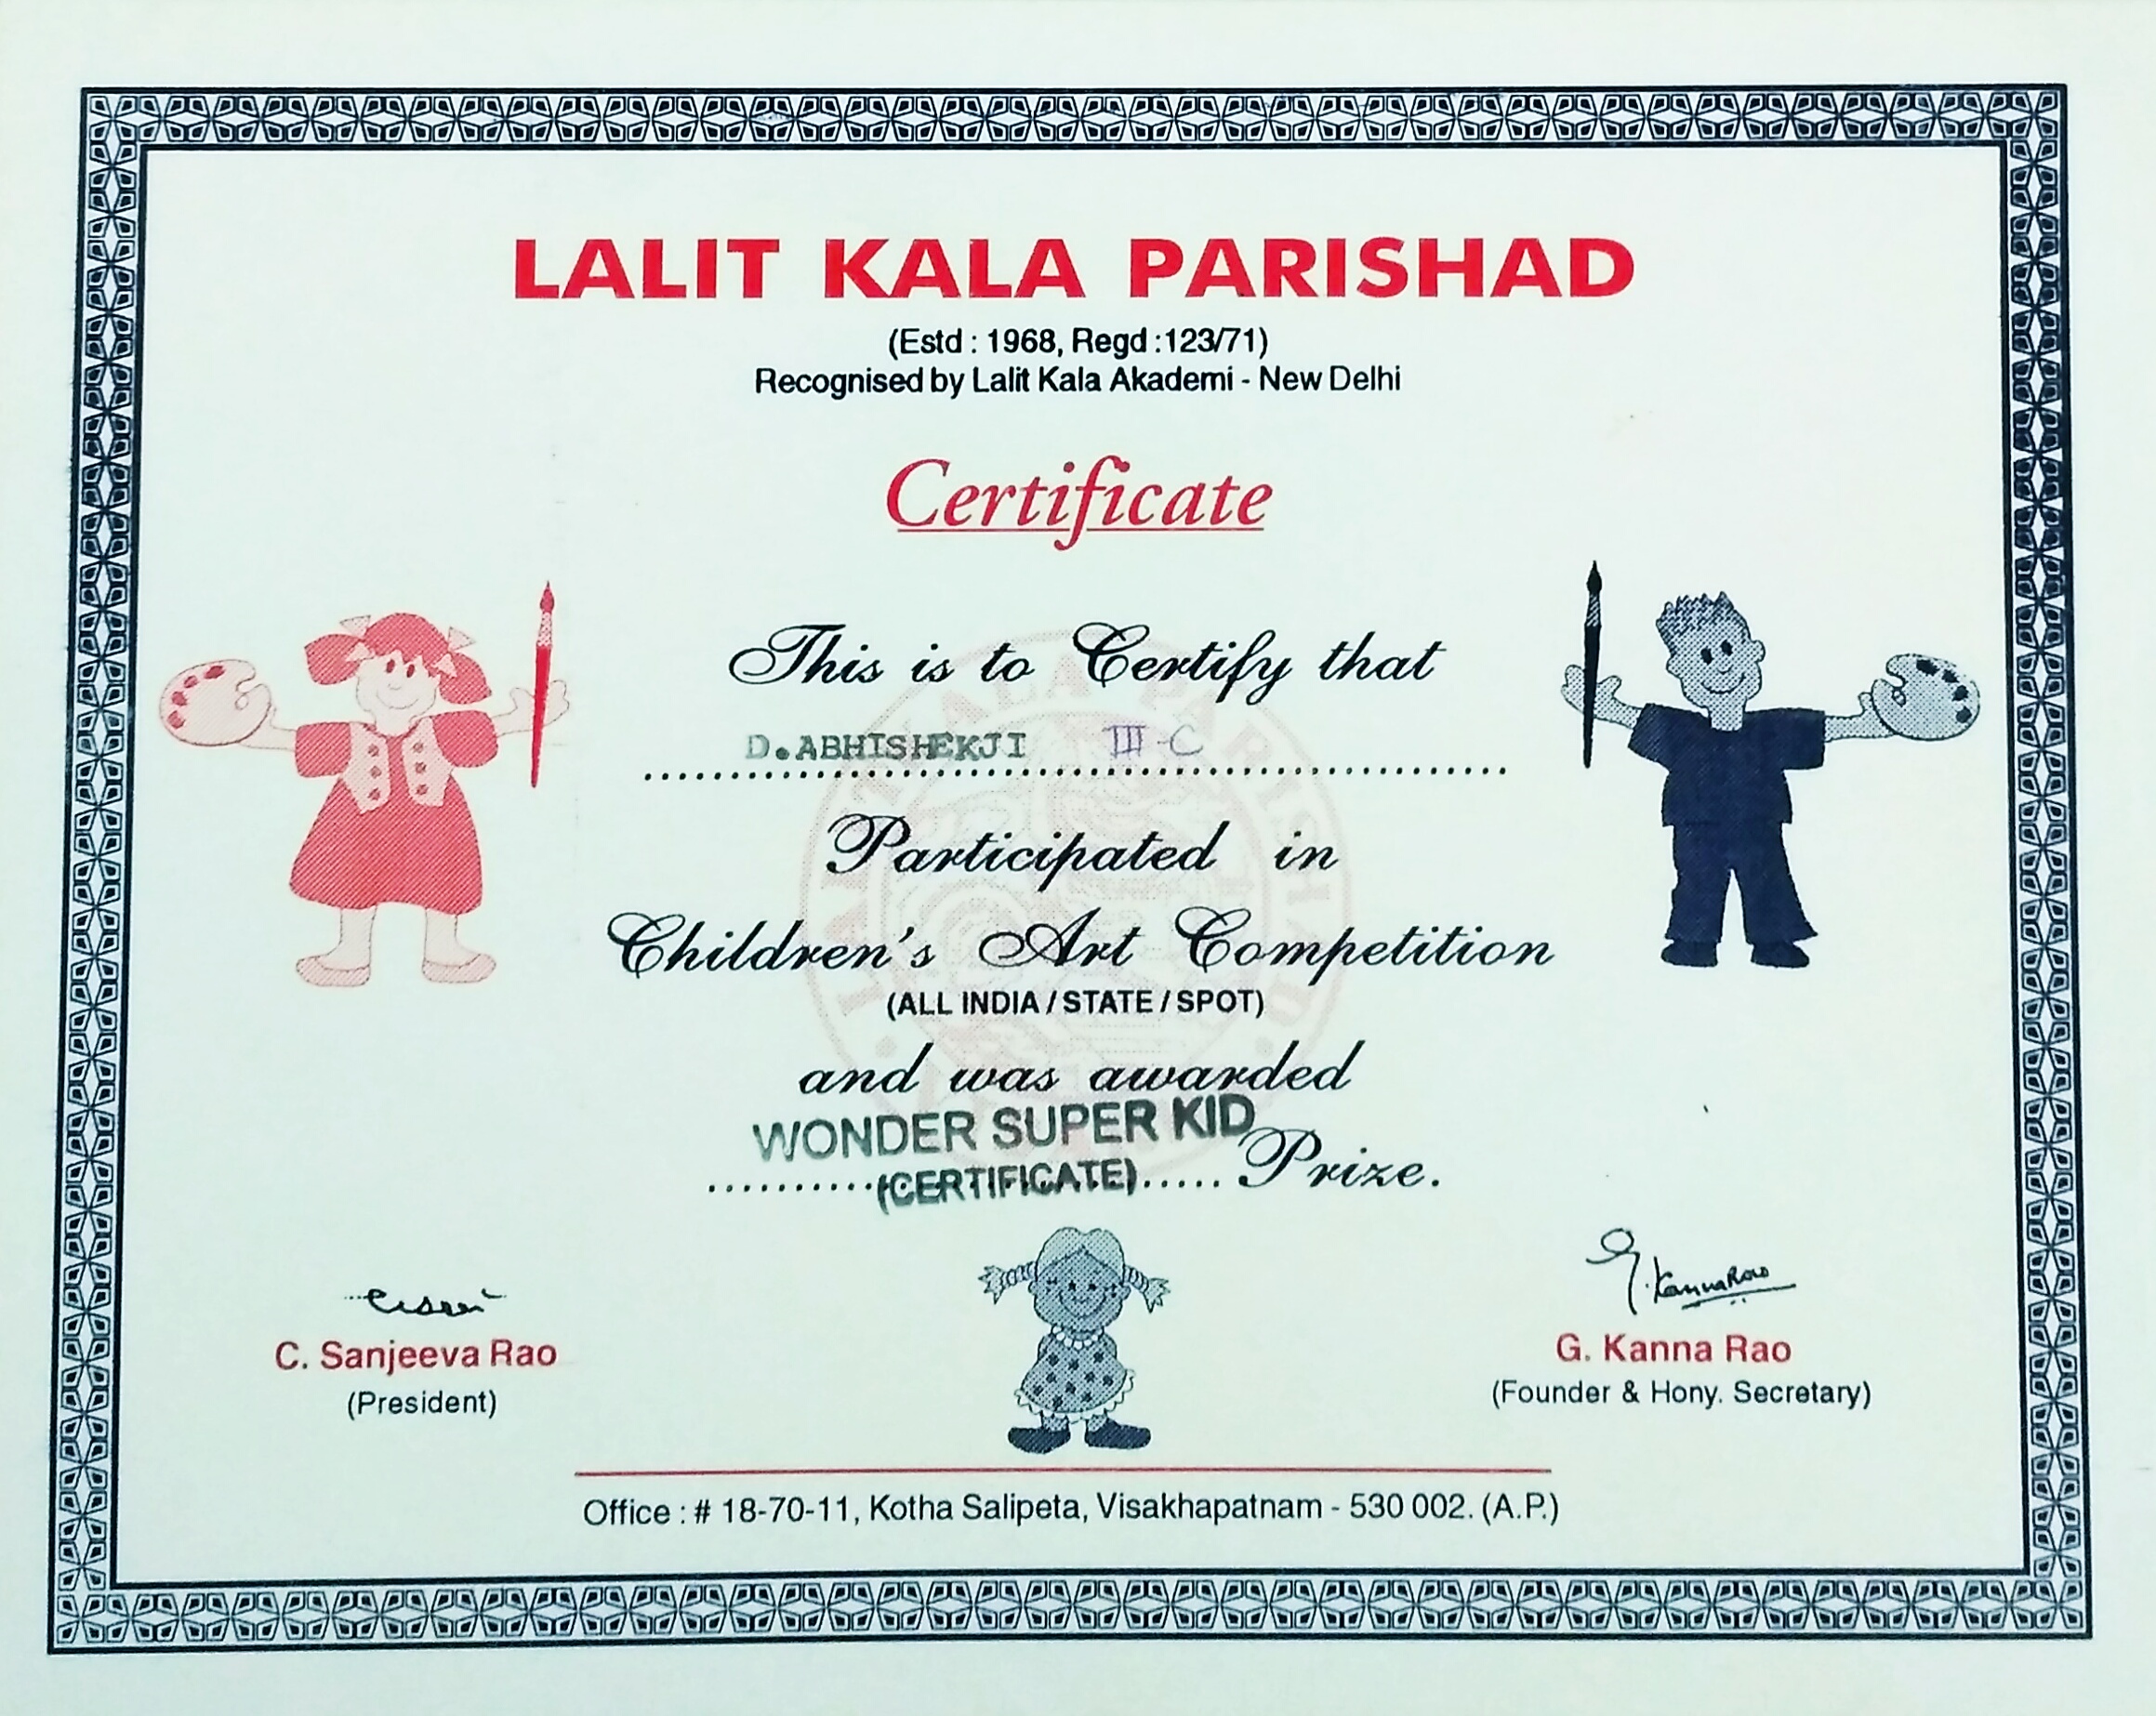 LALIT KALA PARISHAD
(Estd : 1968, Regd :123/71)
Recognised by Lalit Kala Akademi - New Delhi
Certificate
This is to Certify that
D.ABHISHEKJI III-C
Participated in
Children's Art Competition
(ALL INDIA / STATE / SPOT)
and was awarded
WONDER SUPER KID
(CERTIFICATE) Prize.
G. KannaRao
C. Sanjeeva Rao
(President)
G. Kanna Rao
(Founder & Hony. Secretary)
Office : # 18-70-11, Kotha Salipeta, Visakhapatnam - 530 002. (A.P.)